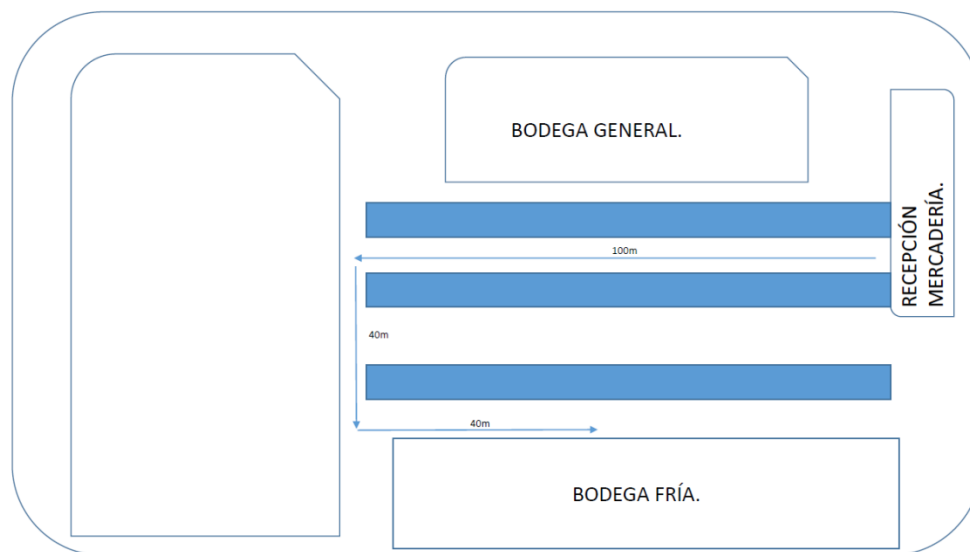 BODEGA GENERAL.
RECEPCIÓN
MERCADERÍA.
100m
40m
40m
BODEGA FRÍA.